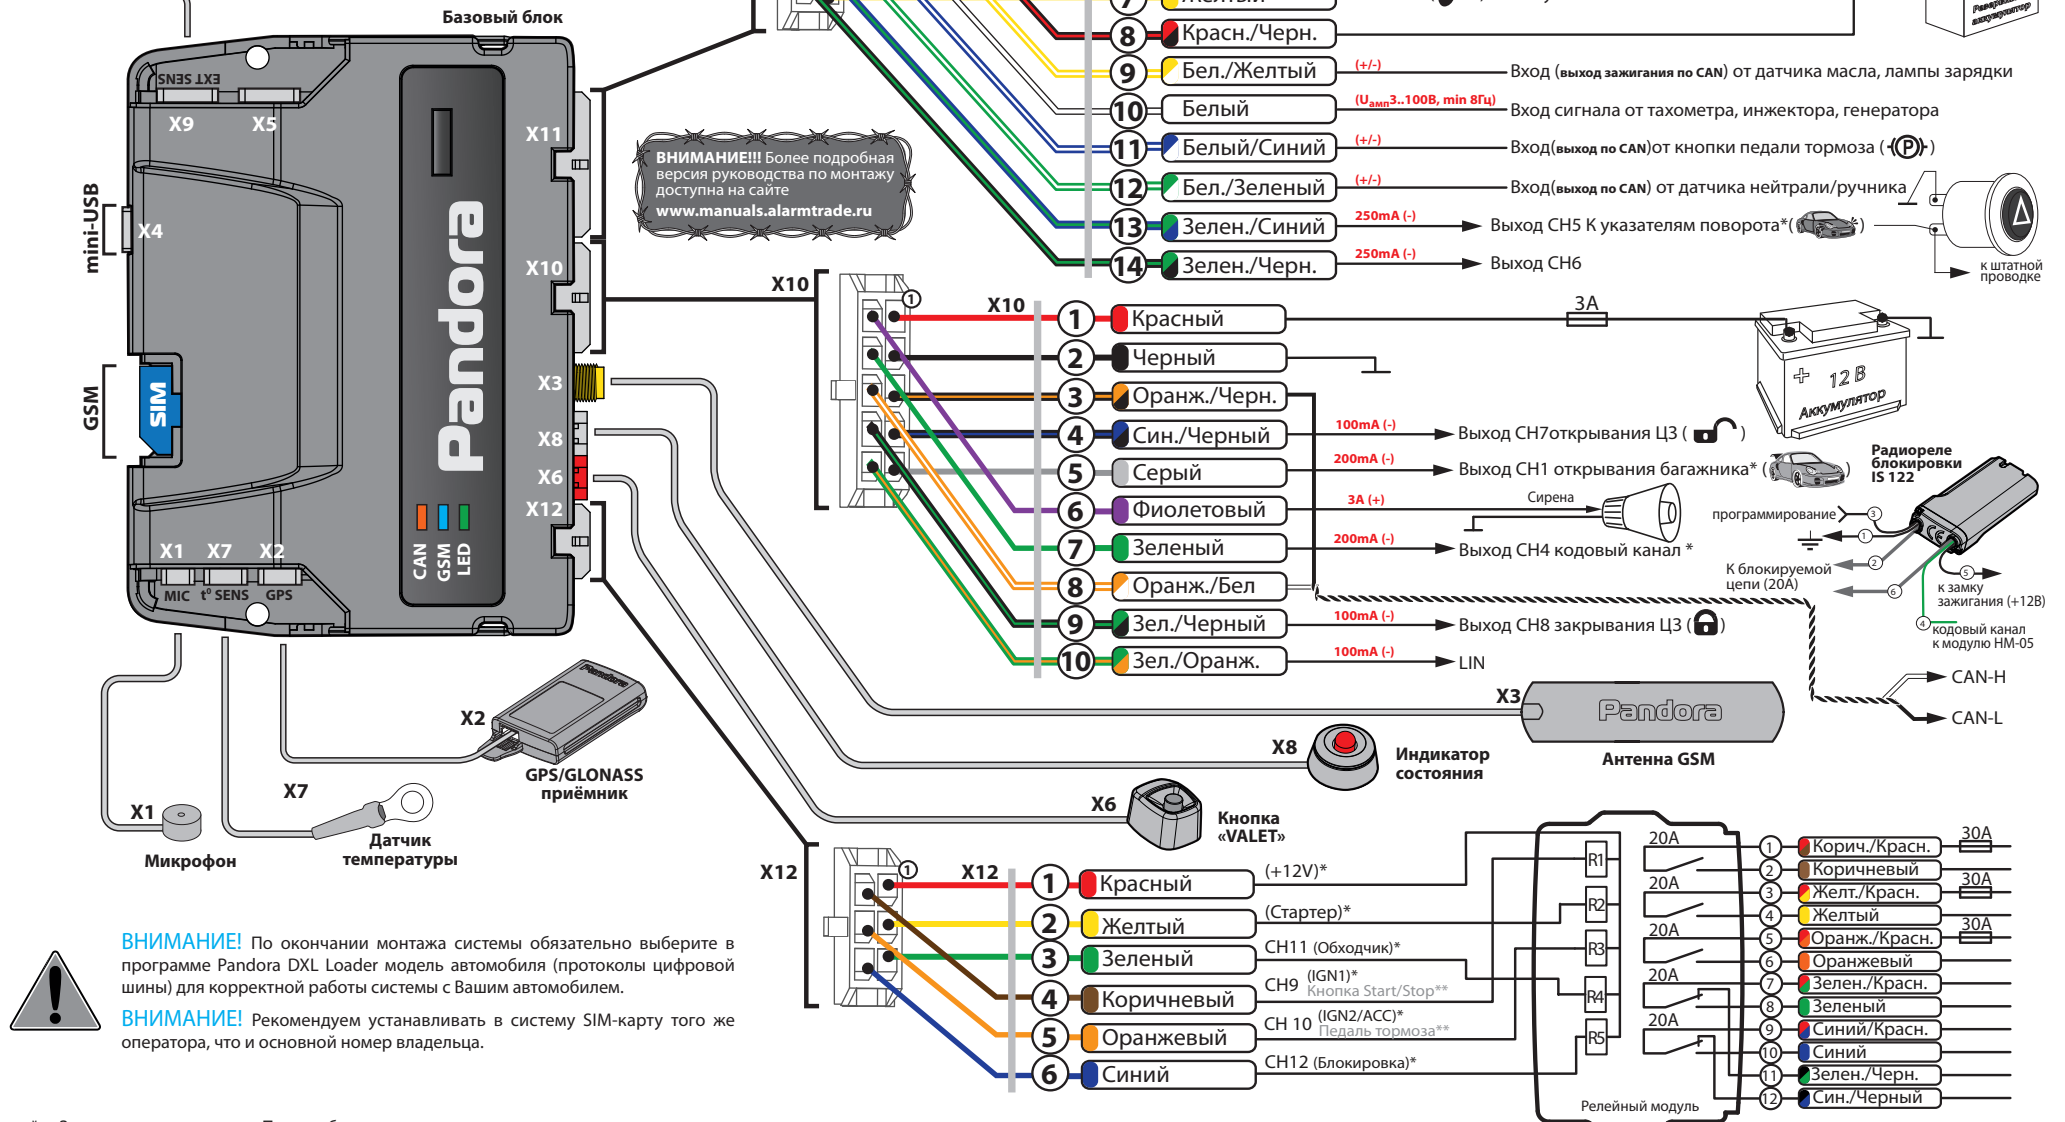 Базовый блок
7
8 Красн./Черн.
Резервный
аккумулятор
9 Бел./Желтый (+/-) Вход (выход зажигания по CAN) от датчика масла, лампы зарядки
10 Белый (Uамп3..100В, min 8Гц) Вход сигнала от тахометра, инжектора, генератора
11 Белый/Синий (+/-) Вход(выход по CAN)от кнопки педали тормоза ( (P) )
12 Бел./Зеленый (+/-) Вход(выход по CAN) от датчика нейтрали/ручника
13 Зелен./Синий 250mA (-) Выход CH5 К указателям поворота*( )
14 Зелен./Черн. 250mA (-) Выход CH6
к штатной
проводке
EXT SENS
X9 X5
X11
mini-USB
X4
X10
Pandora
GSM
SIM
X3
X8
X6
X12
CAN
GSM
LED
X1 X7 X2
MIC t⁰ SENS GPS
ВНИМАНИЕ!!! Более подробная
версия руководства по монтажу
доступна на сайте
www.manuals.alarmtrade.ru
X10 1 X10
1 Красный 3А
2 Черный
3 Оранж./Черн.
4 Син./Черный 100mA (-) Выход CH7открывания ЦЗ ( )
5 Серый 200mA (-) Выход CH1 открывания багажника* ( )
6 Фиолетовый 3А (+) Сирена
7 Зеленый 200mA (-) Выход CH4 кодовый канал *
8 Оранж./Бел
9 Зел./Черный 100mA (-) Выход CH8 закрывания ЦЗ ( )
10 Зел./Оранж. 100mA (-) LIN
12 В
Аккумулятор
Радиореле
блокировки
IS 122
программирование 3
1
К блокируемой
цепи (20А)
2
6
5
к замку
зажигания (+12В)
4
кодовый канал
к модулю НМ-05
CAN-H
CAN-L
X3
Pandora
Антенна GSM
X8
Индикатор
состояния
X6
Кнопка
«VALET»
X2
Pandora
GPS/GLONASS
приёмник
X7
Датчик
температуры
X1
Микрофон
X12 1 X12
1 Красный (+12V)*
2 Желтый (Стартер)*
3 Зеленый CH11 (Обходчик)*
4 Коричневый CH9 (IGN1)*
Кнопка Start/Stop**
5 Оранжевый CH 10 (IGN2/ACC)*
Педаль тормоза**
6 Синий CH12 (Блокировка)*
R1
R2
R3
R4
R5
20А
20А
20А
20А
20А
Релейный модуль
1 Корич./Красн. 30А
2 Коричневый
3 Желт./Красн. 30А
4 Желтый
5 Оранж./Красн. 30А
6 Оранжевый
7 Зелен./Красн.
8 Зеленый
9 Синий/Красн.
10 Синий
11 Зелен./Черн.
12 Син./Черный
ВНИМАНИЕ! По окончании монтажа системы обязательно выберите в
программе Pandora DXL Loader модель автомобиля (протоколы цифровой
шины) для корректной работы системы с Вашим автомобилем.
ВНИМАНИЕ! Рекомендуем устанавливать в систему SIM-карту того же
оператора, что и основной номер владельца.